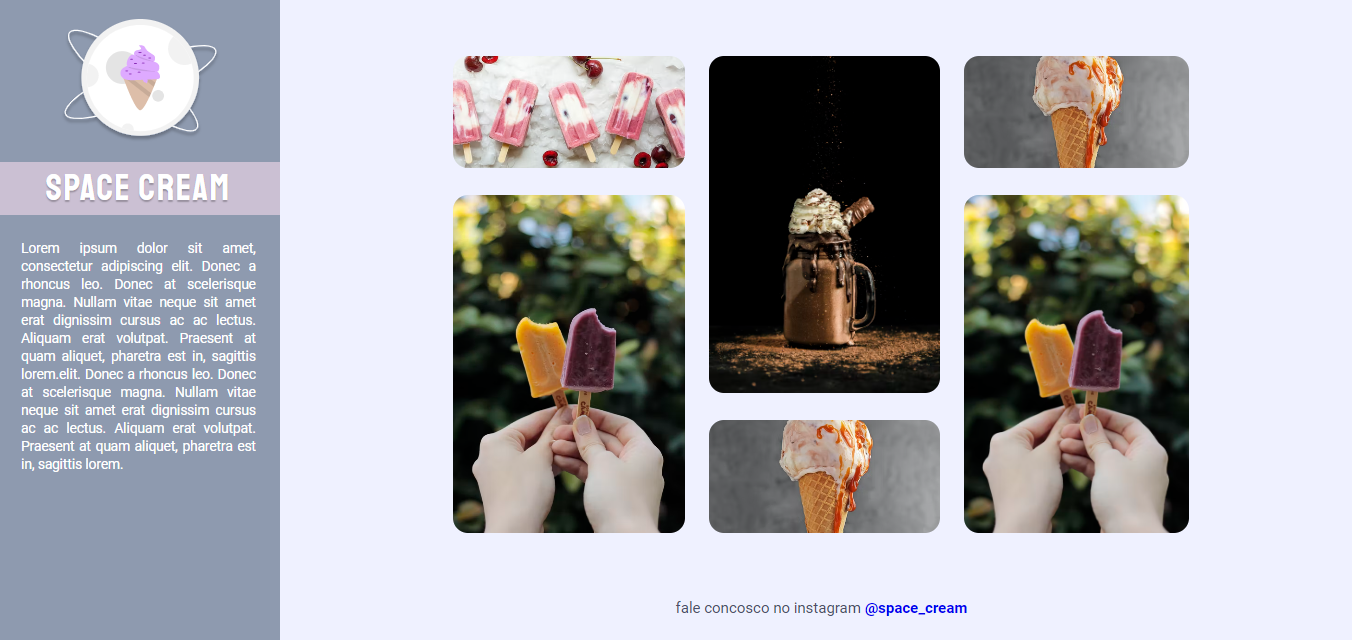 SPACE CREAM
Lorem ipsum dolor sit amet,
consectetur adipiscing elit. Donec a
rhoncus leo. Donec at scelerisque
magna. Nullam vitae neque sit amet
erat dignissim cursus ac ac lectus.
Aliquam erat volutpat. Praesent at
quam aliquet, pharetra est in, sagittis
lorem.elit. Donec a rhoncus leo. Donec
at scelerisque magna. Nullam vitae
neque sit amet erat dignissim cursus
ac ac lectus. Aliquam erat volutpat.
Praesent at quam aliquet, pharetra est
in, sagittis lorem.
fale concosco no instagram @space_cream